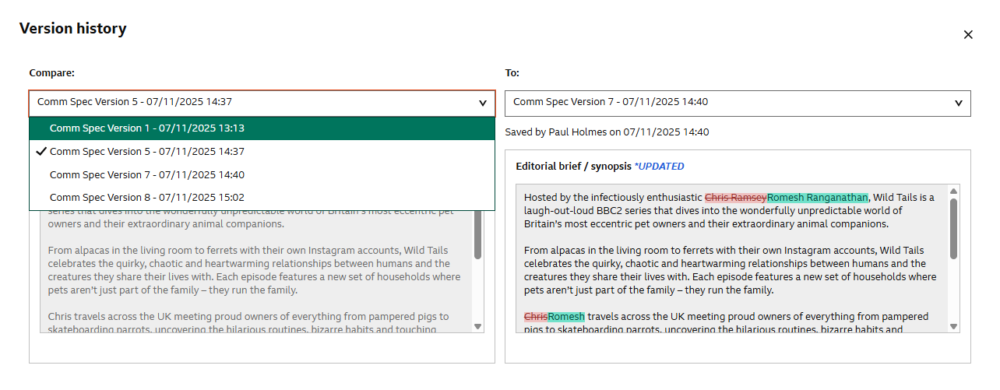 Version history
Compare:
To:
Comm Spec Version 5 - 07/11/2025 14:37
Comm Spec Version 7 - 07/11/2025 14:40
Comm Spec Version 1 - 07/11/2025 13:13
Comm Spec Version 5 - 07/11/2025 14:37
Comm Spec Version 7 - 07/11/2025 14:40
Comm Spec Version 8 - 07/11/2025 15:02
series that dives into the wonderfully unpredictable world of Britain's most eccentric pet
owners and their extraordinary animal companions.
From alpacas in the living room to ferrets with their own Instagram accounts, Wild Tails
celebrates the quirky, chaotic and heartwarming relationships between humans and the
creatures they share their lives with. Each episode features a new set of households where
pets aren't just part of the family – they run the family.
Chris travels across the UK meeting proud owners of everything from pampered pigs to
skateboarding parrots, uncovering the hilarious routines, bizarre habits and touching
Saved by Paul Holmes on 07/11/2025 14:40
Editorial brief / synopsis *UPDATED
Hosted by the infectiously enthusiastic Chris RamseyRomesh Ranganathan, Wild Tails is a
laugh-out-loud BBC2 series that dives into the wonderfully unpredictable world of
Britain's most eccentric pet owners and their extraordinary animal companions.
From alpacas in the living room to ferrets with their own Instagram accounts, Wild Tails
celebrates the quirky, chaotic and heartwarming relationships between humans and the
creatures they share their lives with. Each episode features a new set of households where
pets aren't just part of the family – they run the family.
ChrisRomesh travels across the UK meeting proud owners of everything from pampered
pigs to skateboarding parrots, uncovering the hilarious routines, bizarre habits and